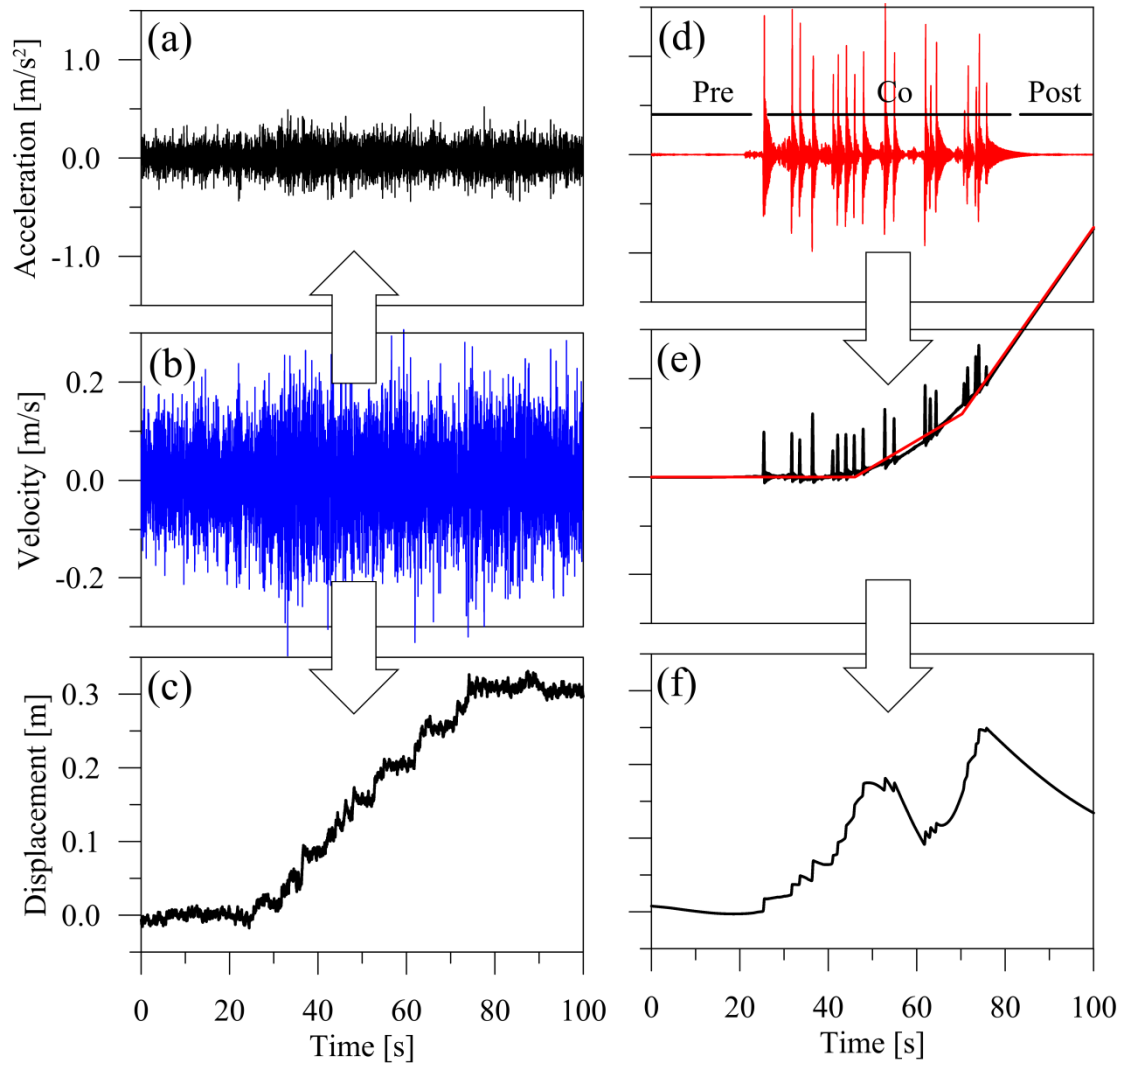 (a)
Acceleration [m/s²]
1.0
0.0
-1.0
(b)
Velocity [m/s]
0.2
0.0
-0.2
(c)
Displacement [m]
0.3
0.2
0.1
0.0
0 20 40 60 80 100
Time [s]
(d)
Pre Co Post
(e)
(f)
0 20 40 60 80 100
Time [s]